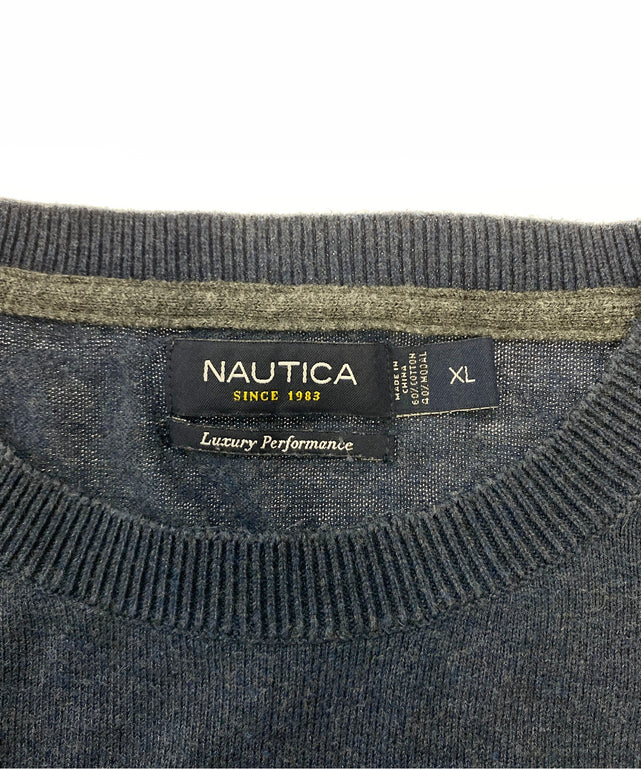 NAUTICA
SINCE 1983
Luxury Performance
MADE IN
CHINA
60%COTTON
40%MODAL
XL